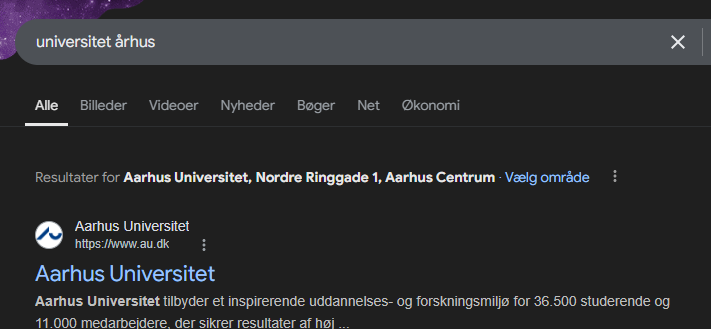 universitet århus
Alle Billeder Videoer Nyheder Bøger Net Økonomi
Resultater for Aarhus Universitet, Nordre Ringgade 1, Aarhus Centrum · Vælg område
Aarhus Universitet
https://www.au.dk
Aarhus Universitet
Aarhus Universitet tilbyder et inspirerende uddannelses- og forskningsmiljø for 36.500 studerende og
11.000 medarbejdere, der sikrer resultater af høj ...